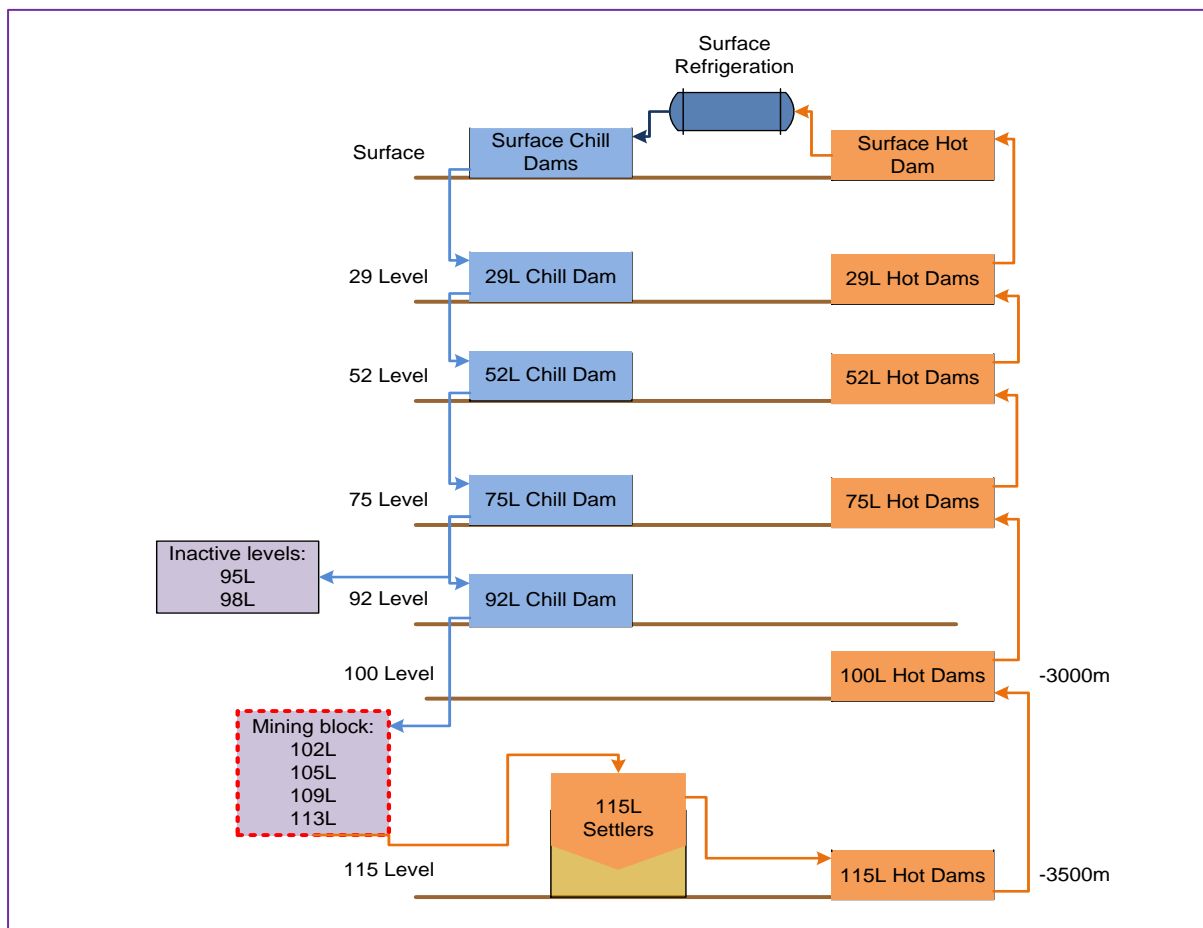 Surface
Refrigeration
Surface
Surface Chill
Dams
Surface Hot
Dam
29 Level
29L Chill Dam
29L Hot Dams
52 Level
52L Chill Dam
52L Hot Dams
75 Level
75L Chill Dam
75L Hot Dams
Inactive levels:
95L
98L
92 Level
92L Chill Dam
100 Level
100L Hot Dams
-3000m
Mining block:
102L
105L
109L
113L
115L
Settlers
115 Level
115L Hot Dams
-3500m